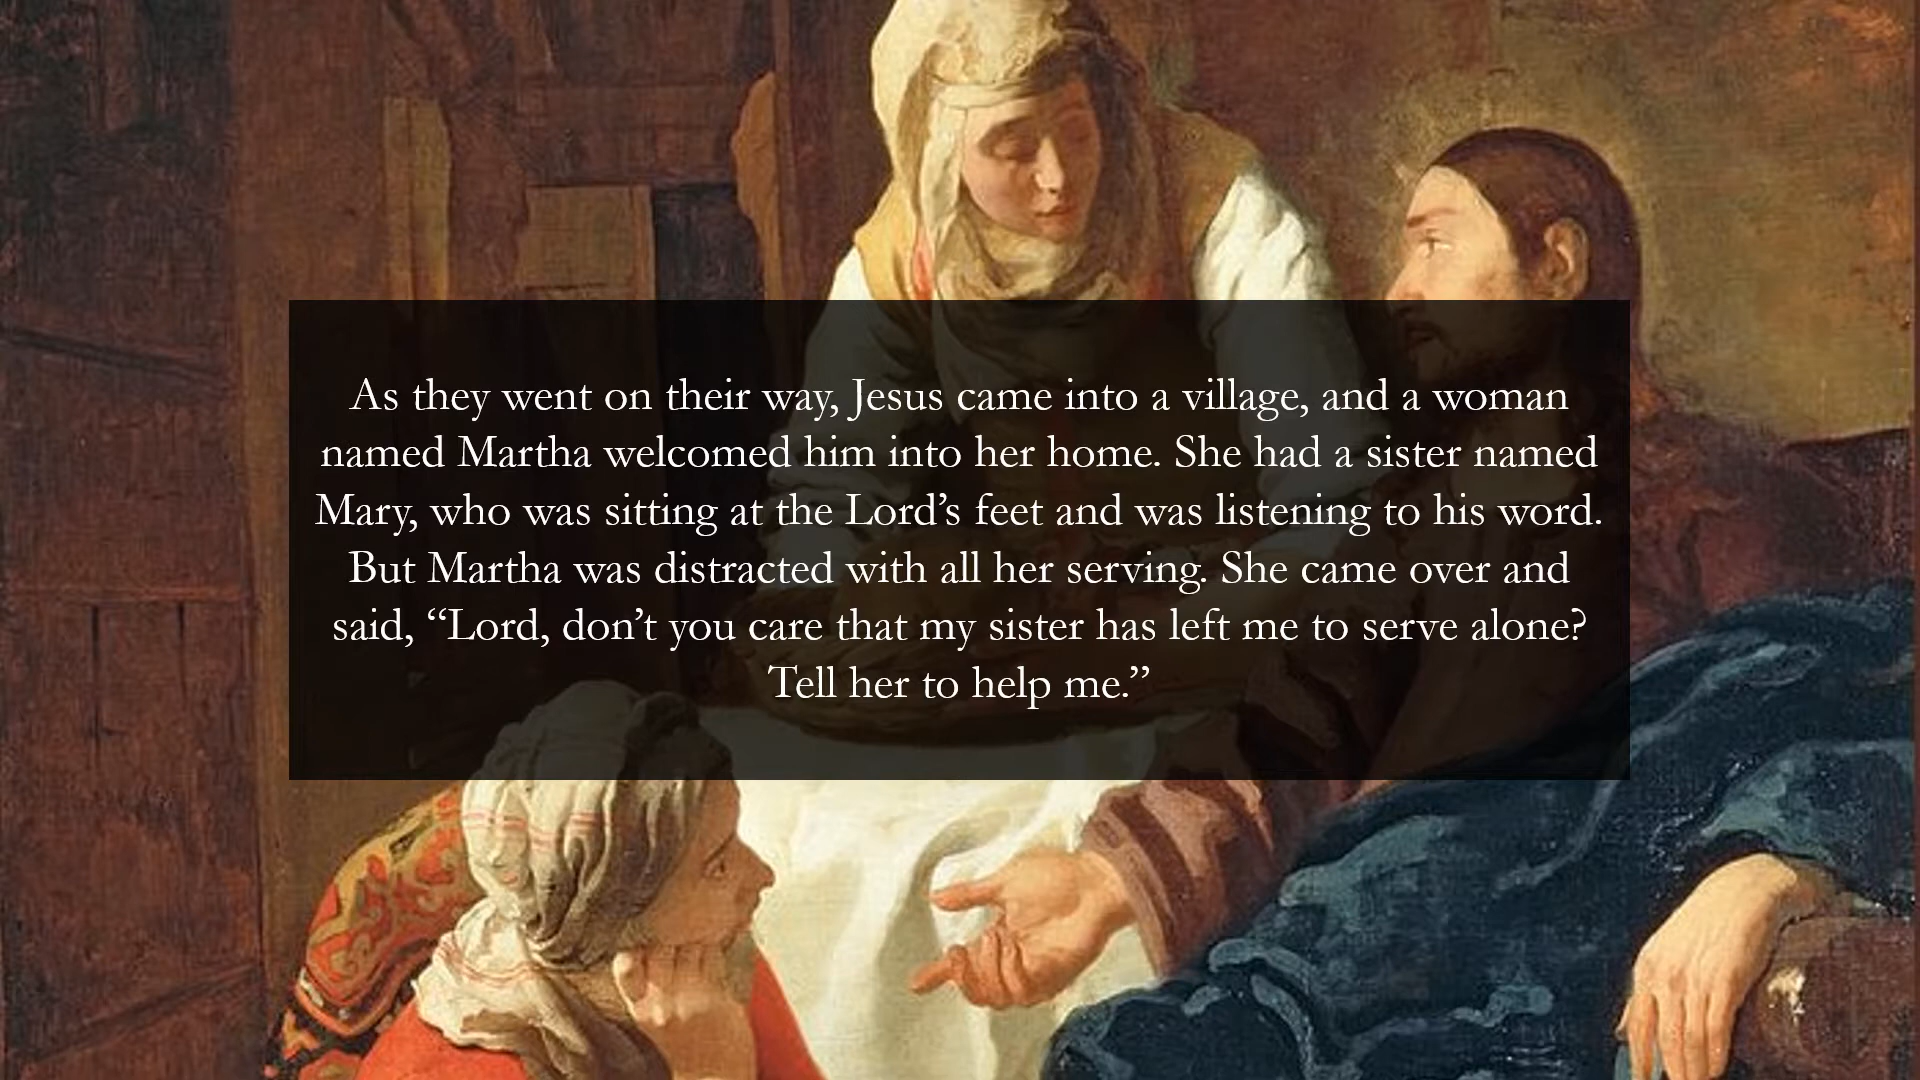 As they went on their way, Jesus came into a village, and a woman
named Martha welcomed him into her home. She had a sister named
Mary, who was sitting at the Lord’s feet and was listening to his word.
But Martha was distracted with all her serving. She came over and
said, “Lord, don’t you care that my sister has left me to serve alone?
Tell her to help me.”